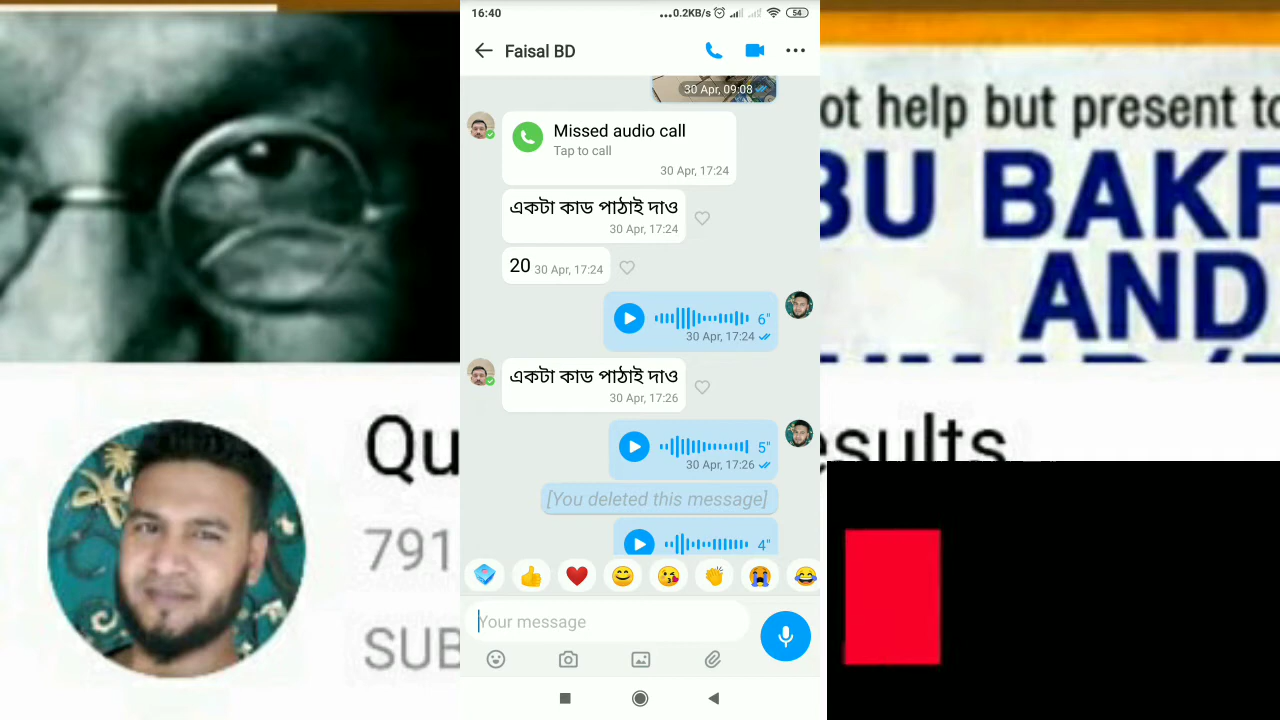 16:40
...0.2KB/s
54
Faisal BD
30 Apr, 09:08
Missed audio call
Tap to call
30 Apr, 17:24
একটা কাড পাঠাই দাও
30 Apr, 17:24
20 30 Apr, 17:24
6"
30 Apr, 17:24
একটা কাড পাঠাই দাও
30 Apr, 17:26
5"
30 Apr, 17:26
[You deleted this message]
4"
Your message
ot help but present to
BU BAK
AND
Qu
esults
791
SUB